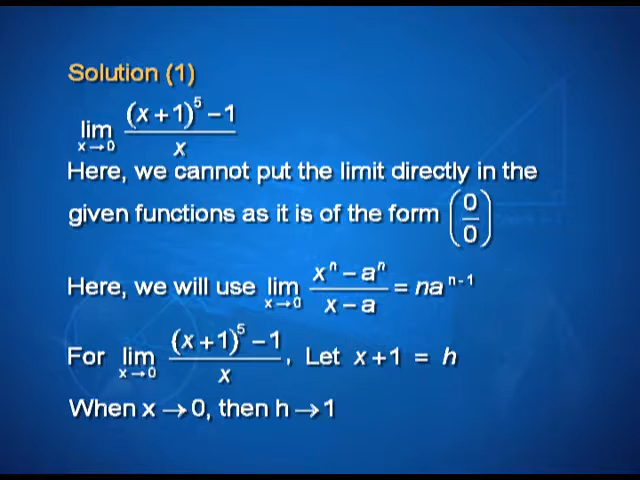 Solution (1)
lim x→0 ((x+1)^5 − 1)/x
Here, we cannot put the limit directly in the
given functions as it is of the form (0/0)
Here, we will use lim x→0 (x^n − a^n)/(x − a) = na^(n-1)
For lim x→0 ((x+1)^5 − 1)/x, Let x+1 = h
When x → 0, then h → 1